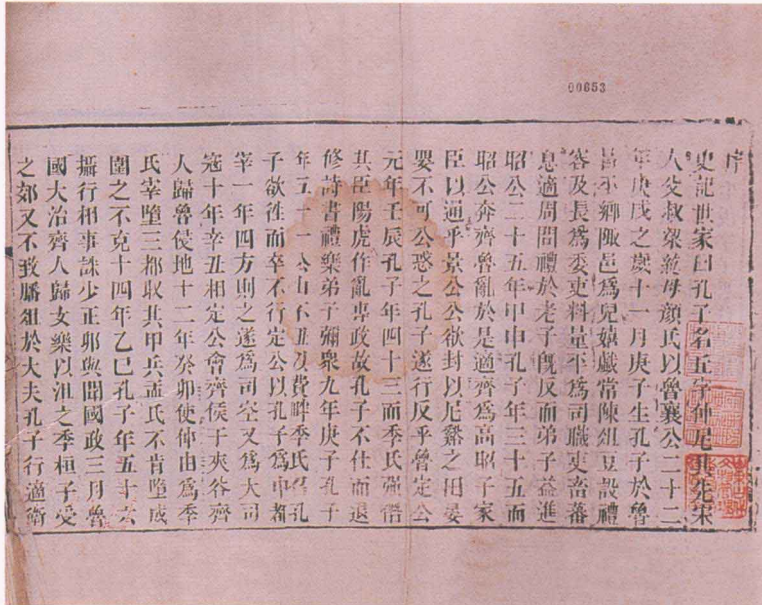 00653
序
史記世家曰孔子名丘字仲尼其先宋
人父叔梁紇母顏氏以魯襄公二十二
年庚戌之歲十一月庚子生孔子於魯
昌平鄉陬邑爲兒嬉戲常陳俎豆設禮
容及長爲委吏料量平爲司職吏畜蕃
息適周問禮於老子旣反而弟子益進
昭公二十五年甲申孔子年三十五而
昭公奔齊魯亂於是適齊爲高昭子家
臣以通乎景公公欲封以尼谿之田晏
嬰不可公惑之孔子遂行反乎魯定公
元年壬辰孔子年四十三而季氏強僭
其臣陽虎作亂專政故孔子不仕而退
修詩書禮樂弟子彌衆九年庚子孔子
年五十一公山不丑以費畔季氏召孔
子欲徃而卒不行定公以孔子爲中都
宰一年四方則之遂爲司空又爲大司
寇十年辛丑相定公會齊侯于夾谷齊
人歸魯侵地十二年癸卯使仲由爲季
氏宰墮三都收其甲兵孟氏不肯墮成
圍之不克十四年乙巳孔子年五十六
攝行相事誅少正卯與聞國政三月魯
國大治齊人歸女樂以沮之季桓子受
之郊又不致膰俎於大夫孔子行適衛